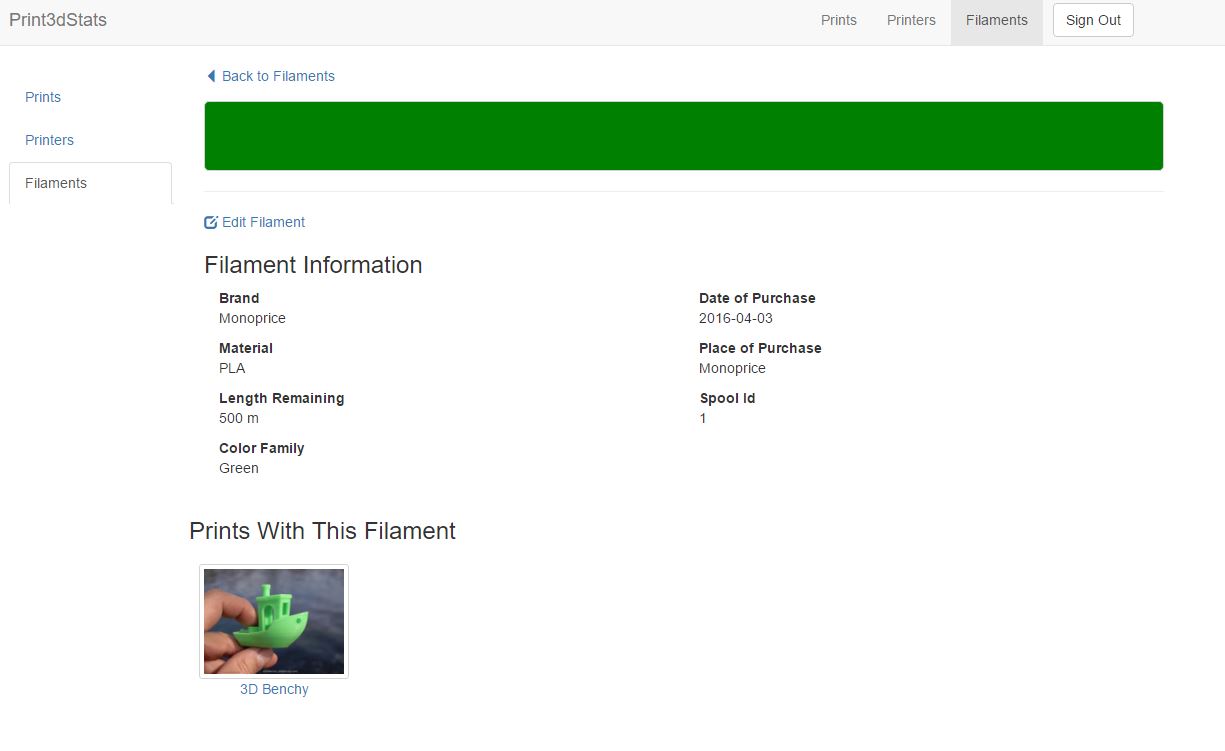 Print3dStats
Prints Printers Filaments Sign Out
Back to Filaments
Prints
Printers
Filaments
Edit Filament
Filament Information
Brand
Monoprice
Material
PLA
Length Remaining
500 m
Color Family
Green
Date of Purchase
2016-04-03
Place of Purchase
Monoprice
Spool Id
1
Prints With This Filament
3D Benchy